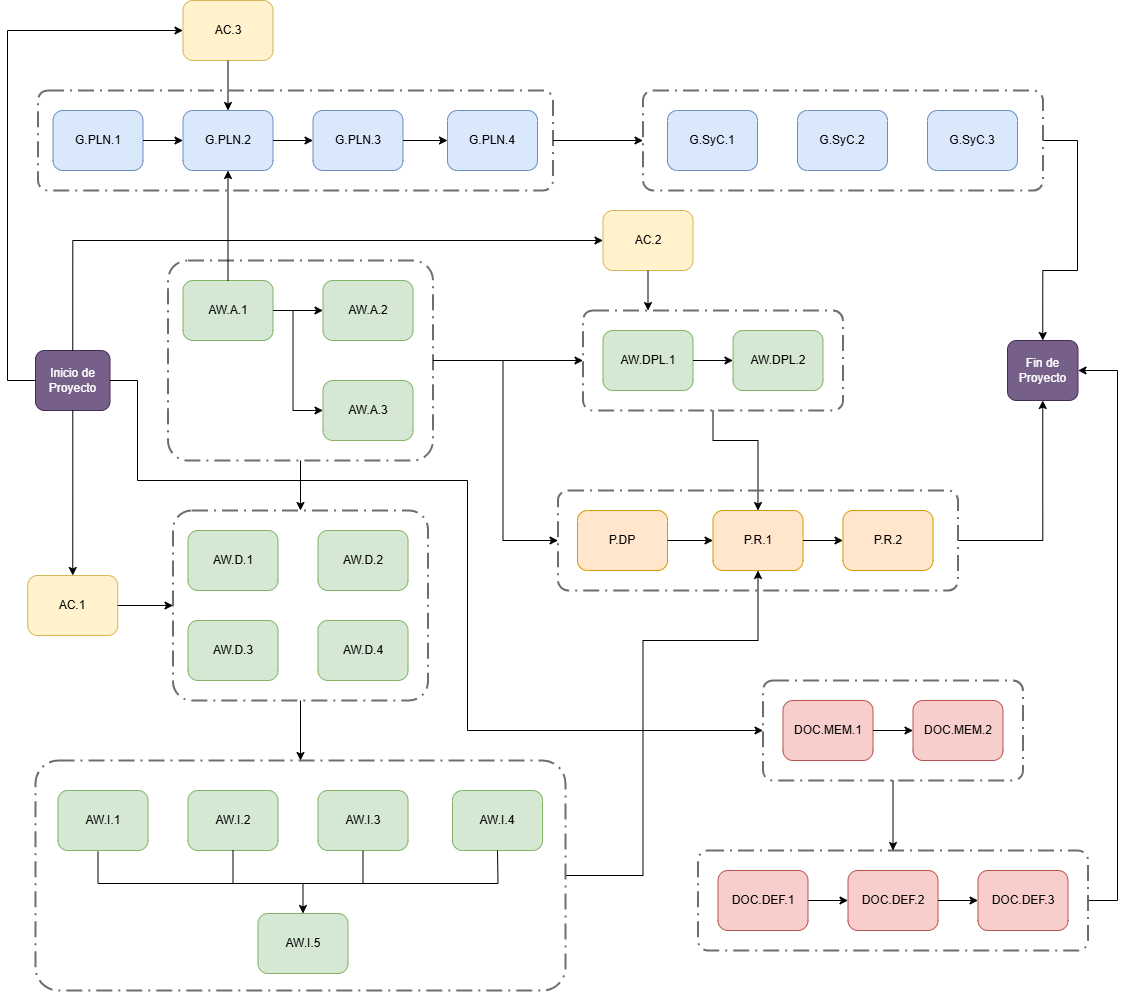 AC.3
G.PLN.1
G.PLN.2
G.PLN.3
G.PLN.4
G.SyC.1
G.SyC.2
G.SyC.3
AC.2
AW.A.1
AW.A.2
AW.A.3
AW.DPL.1
AW.DPL.2
Inicio de
Proyecto
Fin de
Proyecto
P.DP
P.R.1
P.R.2
AW.D.1
AW.D.2
AC.1
AW.D.3
AW.D.4
DOC.MEM.1
DOC.MEM.2
AW.I.1
AW.I.2
AW.I.3
AW.I.4
DOC.DEF.1
DOC.DEF.2
DOC.DEF.3
AW.I.5